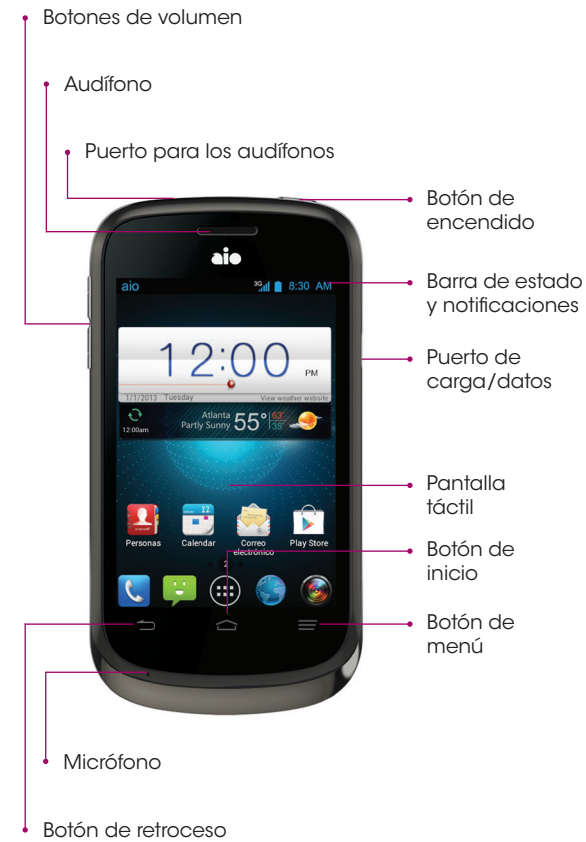 Botones de volumen
Audífono
Puerto para los audífonos
Botón de
encendido
Barra de estado
y notificaciones
Puerto de
carga/datos
Pantalla
táctil
Botón de
inicio
Botón de
menú
Micrófono
Botón de retroceso
aio
aio 3G 8:30 AM
12:00 PM
1/1/2013 Tuesday View weather website
12:00am
Atlanta
Partly Sunny
55° 63° 35°
12
Personas Calendar Correo
electrónico Play Store
2